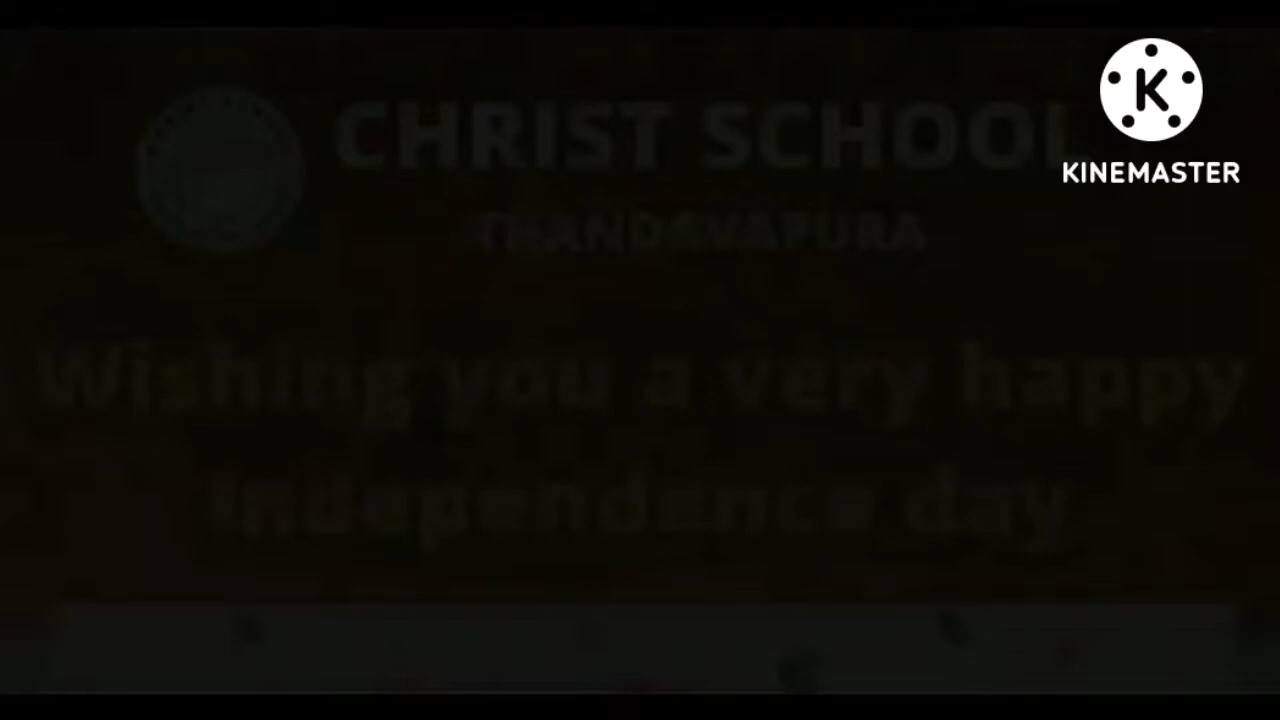 CHRIST SCHOOL
THANDAVAPURA
KINEMASTER
Wishing you a very happy
Independence day